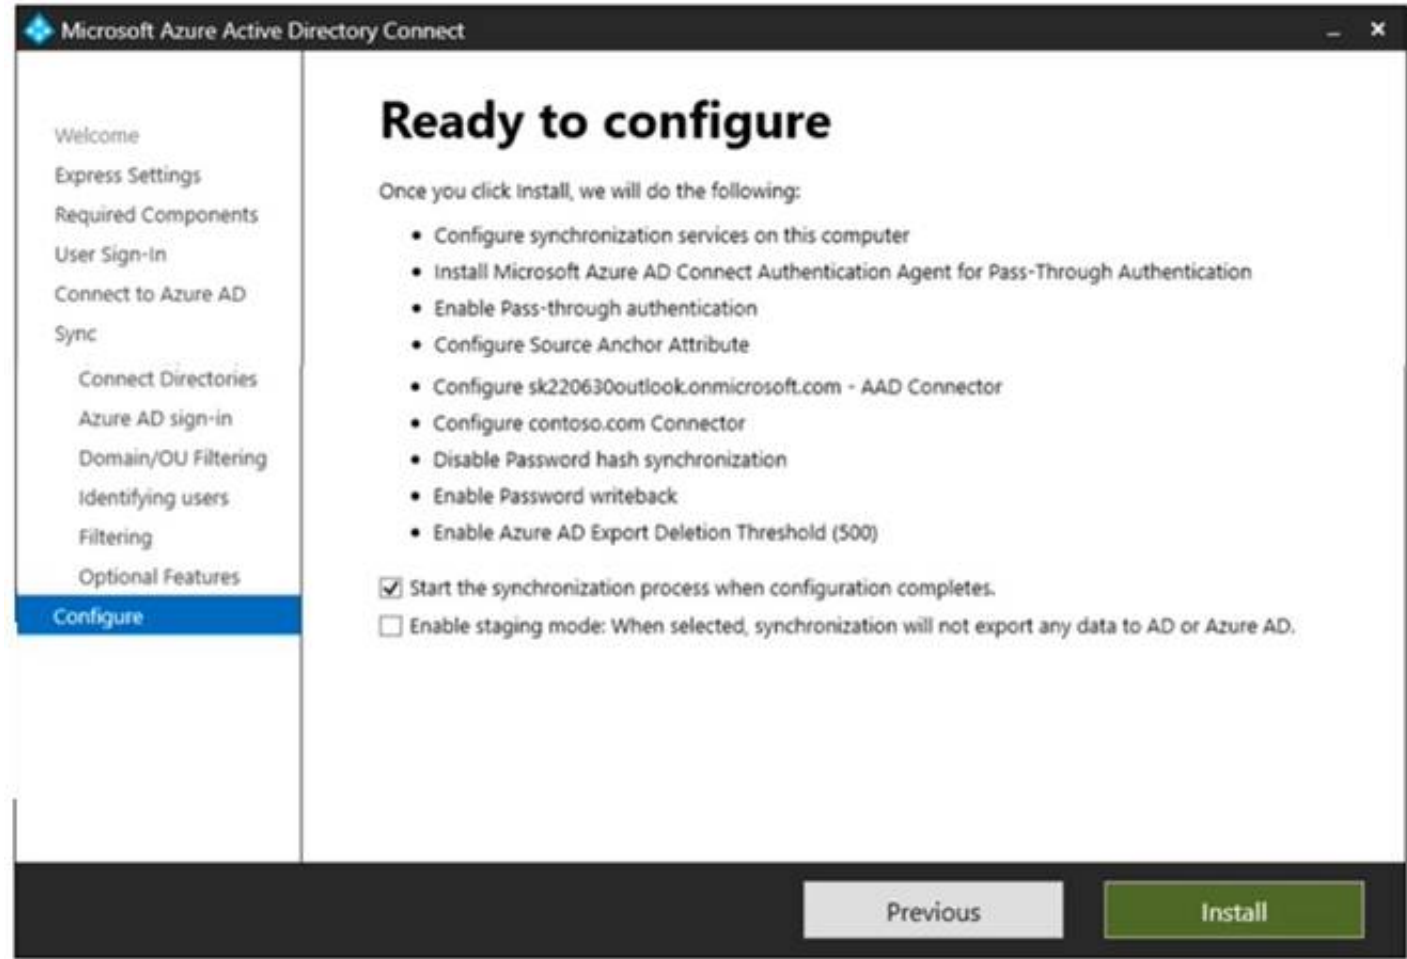 Microsoft Azure Active Directory Connect
Welcome
Express Settings
Required Components
User Sign-In
Connect to Azure AD
Sync
Connect Directories
Azure AD sign-in
Domain/OU Filtering
Identifying users
Filtering
Optional Features
Configure
Ready to configure
Once you click Install, we will do the following:
• Configure synchronization services on this computer
• Install Microsoft Azure AD Connect Authentication Agent for Pass-Through Authentication
• Enable Pass-through authentication
• Configure Source Anchor Attribute
• Configure sk220630outlook.onmicrosoft.com - AAD Connector
• Configure contoso.com Connector
• Disable Password hash synchronization
• Enable Password writeback
• Enable Azure AD Export Deletion Threshold (500)
Start the synchronization process when configuration completes.
Enable staging mode: When selected, synchronization will not export any data to AD or Azure AD.
Previous
Install